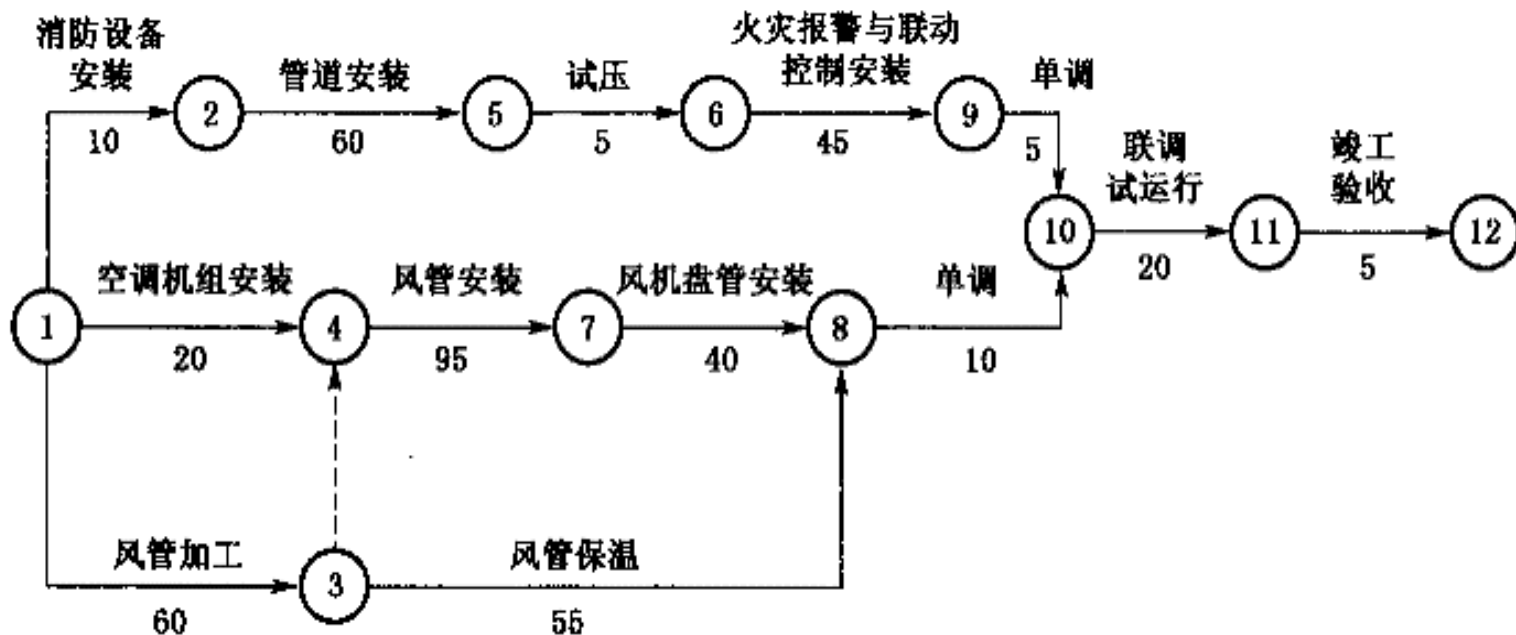 消防设备
安装
10
2
管道安装
60
5
试压
5
6
火灾报警与联动
控制安装
45
9
单调
5
10
联调
试运行
20
11
竣工
验收
5
12
1
空调机组安装
20
4
风管安装
95
7
风机盘管安装
40
8
单调
10
风管加工
60
3
风管保温
55